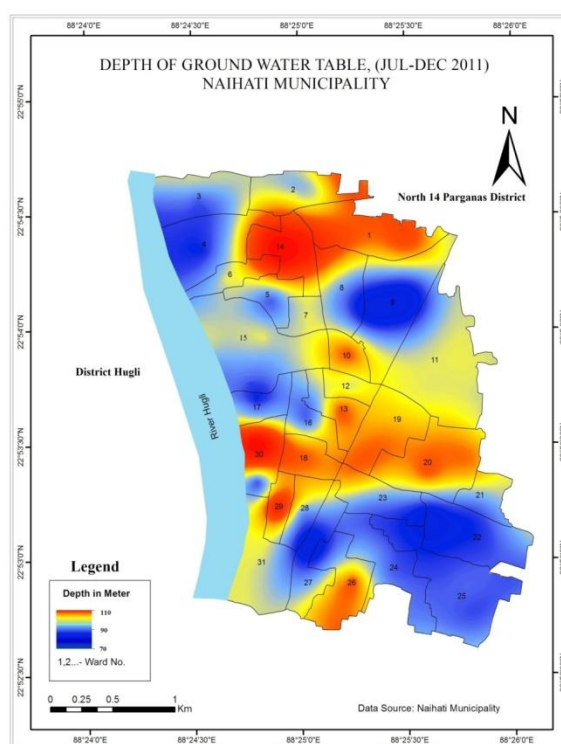 88°24'0"E 88°24'30"E 88°25'0"E 88°25'30"E 88°26'0"E
DEPTH OF GROUND WATER TABLE, (JUL-DEC 2011)
NAIHATI MUNICIPALITY
22°55'0"N
N
North 14 Parganas District
22°54'30"N
22°54'0"N
22°53'30"N
22°53'0"N
22°52'30"N
3
2
1
4
14
6
8
5
9
7
15
10
11
12
17
13
16
19
30
18
20
29
28
23
21
22
31
27
26
24
25
District Hugli
River Hugli
Legend
Depth in Meter
110
90
70
1,2...- Ward No.
0 0.25 0.5 1
Km
Data Source: Naihati Municipality
88°24'0"E 88°24'30"E 88°25'0"E 88°25'30"E 88°26'0"E